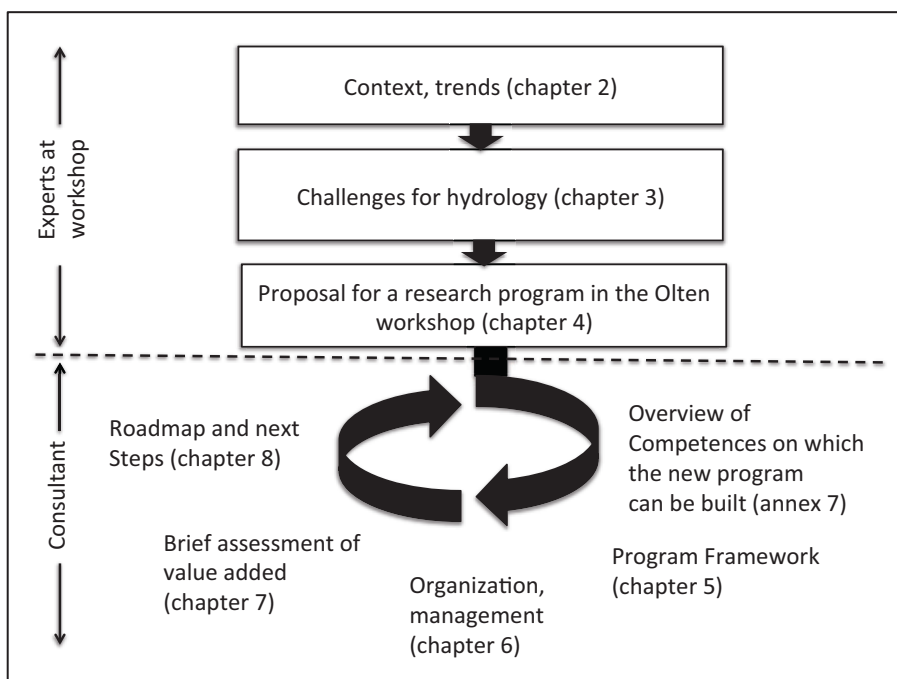 Experts at
workshop
Context, trends (chapter 2)
Challenges for hydrology (chapter 3)
Proposal for a research program in the Olten
workshop (chapter 4)
Consultant
Overview of
Competences on which
the new program
can be built (annex 7)
Program Framework
(chapter 5)
Organization,
management
(chapter 6)
Brief assessment of
value added
(chapter 7)
Roadmap and next
Steps (chapter 8)